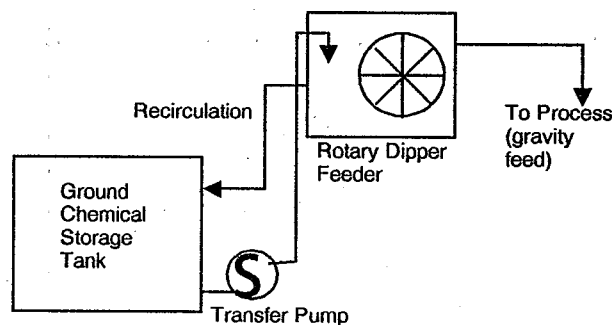 Recirculation
Rotary Dipper
Feeder
To Process
(gravity
feed)
Ground
Chemical
Storage
Tank
S
Transfer Pump